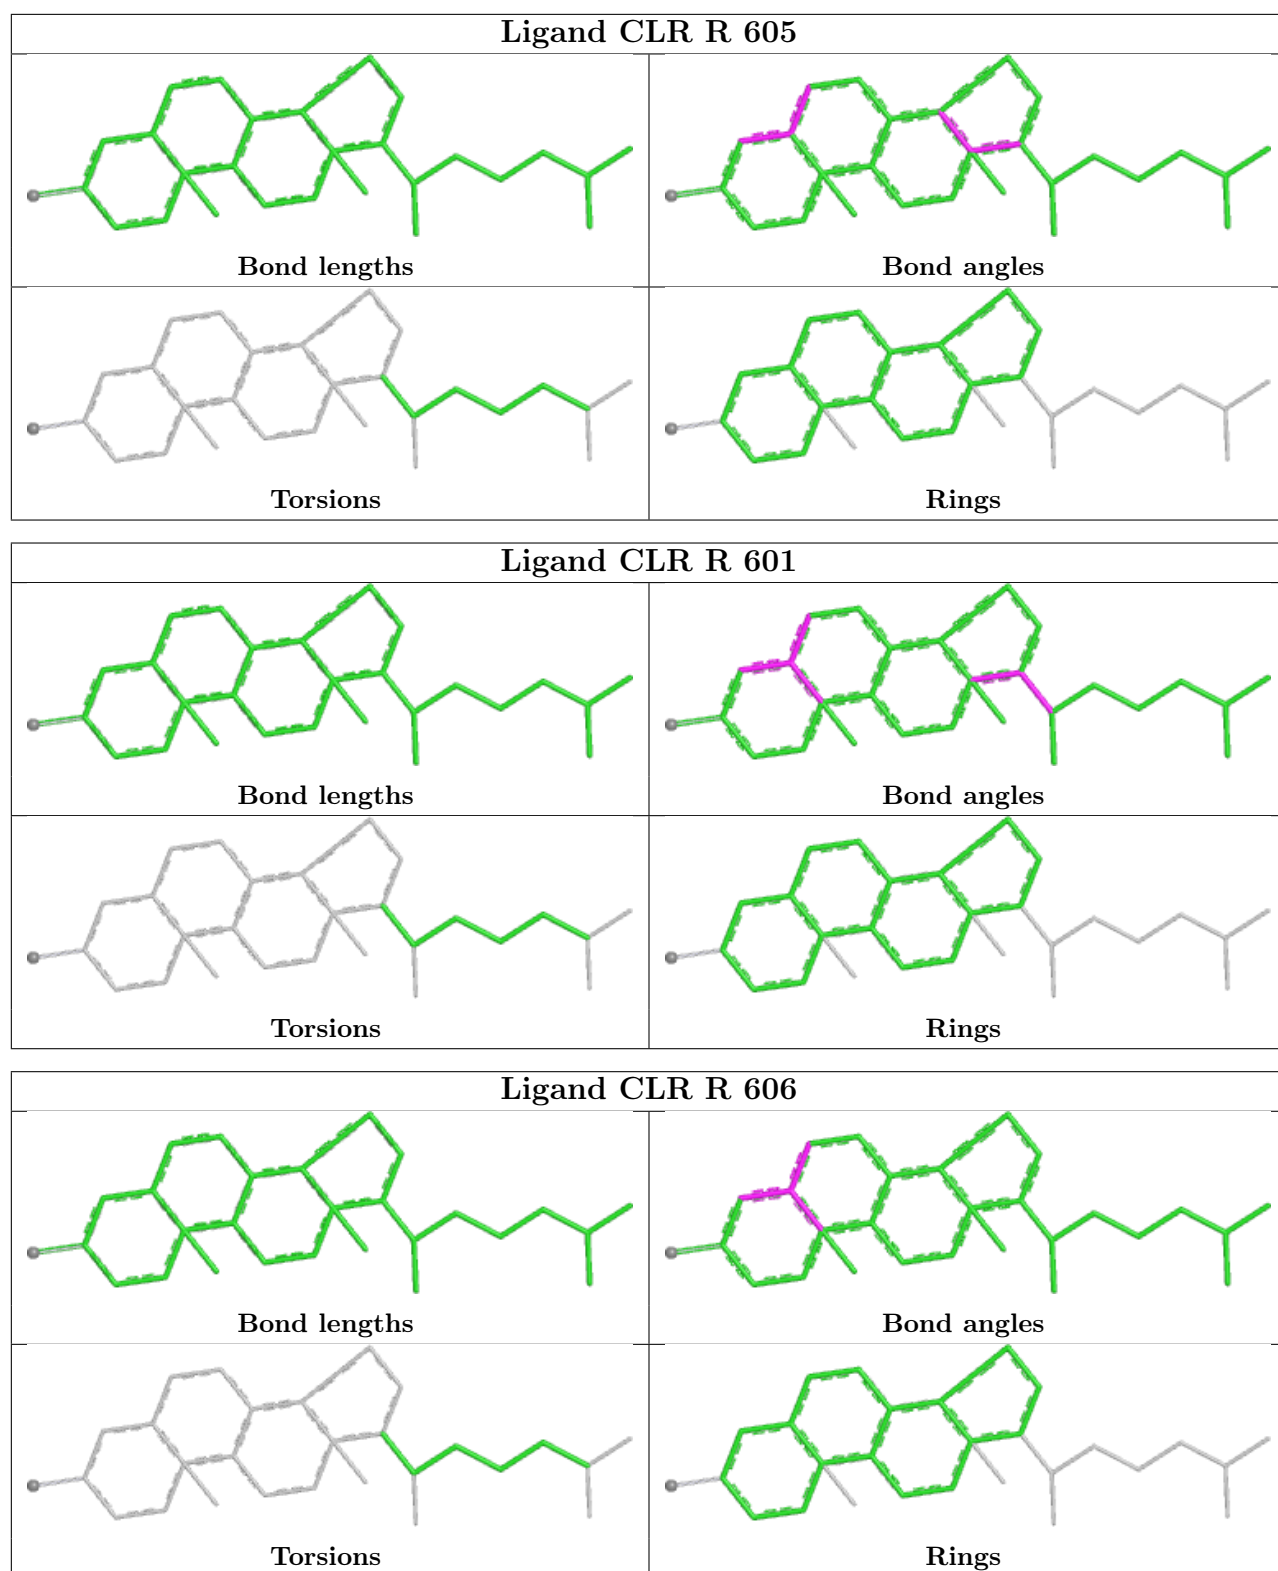 Ligand CLR R 605
Bond lengths
Bond angles
Torsions
Rings
Ligand CLR R 601
Bond lengths
Bond angles
Torsions
Rings
Ligand CLR R 606
Bond lengths
Bond angles
Torsions
Rings